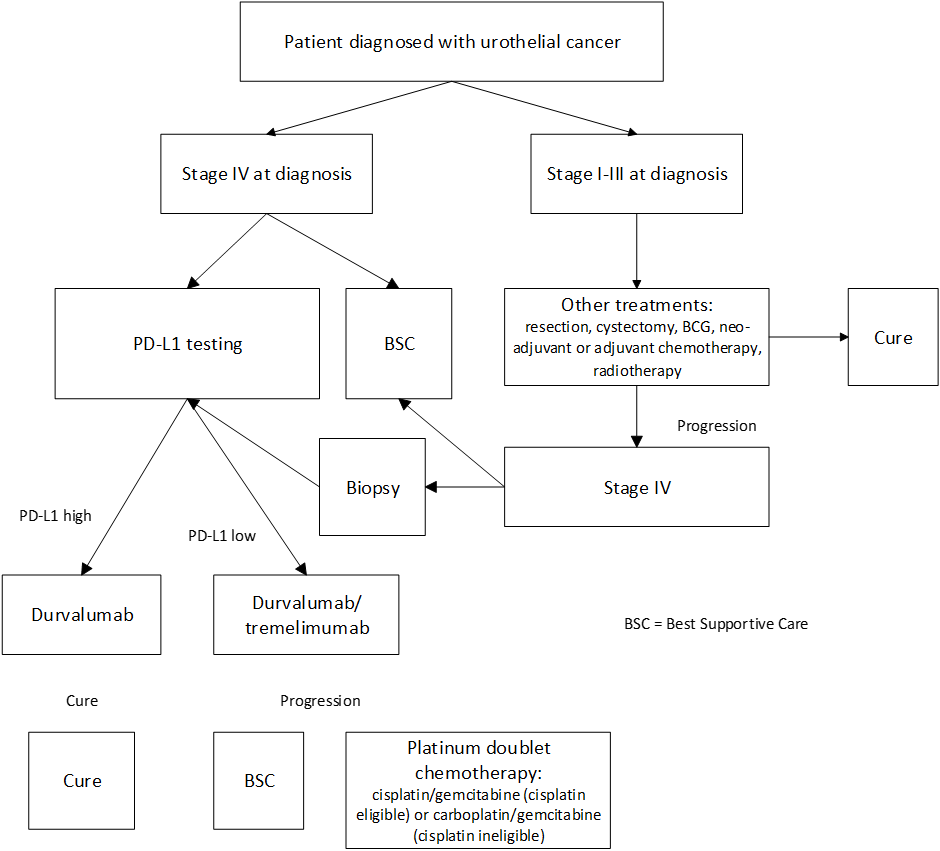 Patient diagnosed with urothelial cancer
Stage IV at diagnosis
Stage I-III at diagnosis
PD-L1 testing
BSC
Other treatments:
resection, cystectomy, BCG, neo-
adjuvant or adjuvant chemotherapy,
radiotherapy
Cure
Progression
Biopsy
Stage IV
PD-L1 high
PD-L1 low
Durvalumab
Durvalumab/
tremelimumab
BSC = Best Supportive Care
Cure
Progression
Cure
BSC
Platinum doublet
chemotherapy:
cisplatin/gemcitabine (cisplatin
eligible) or carboplatin/gemcitabine
(cisplatin ineligible)